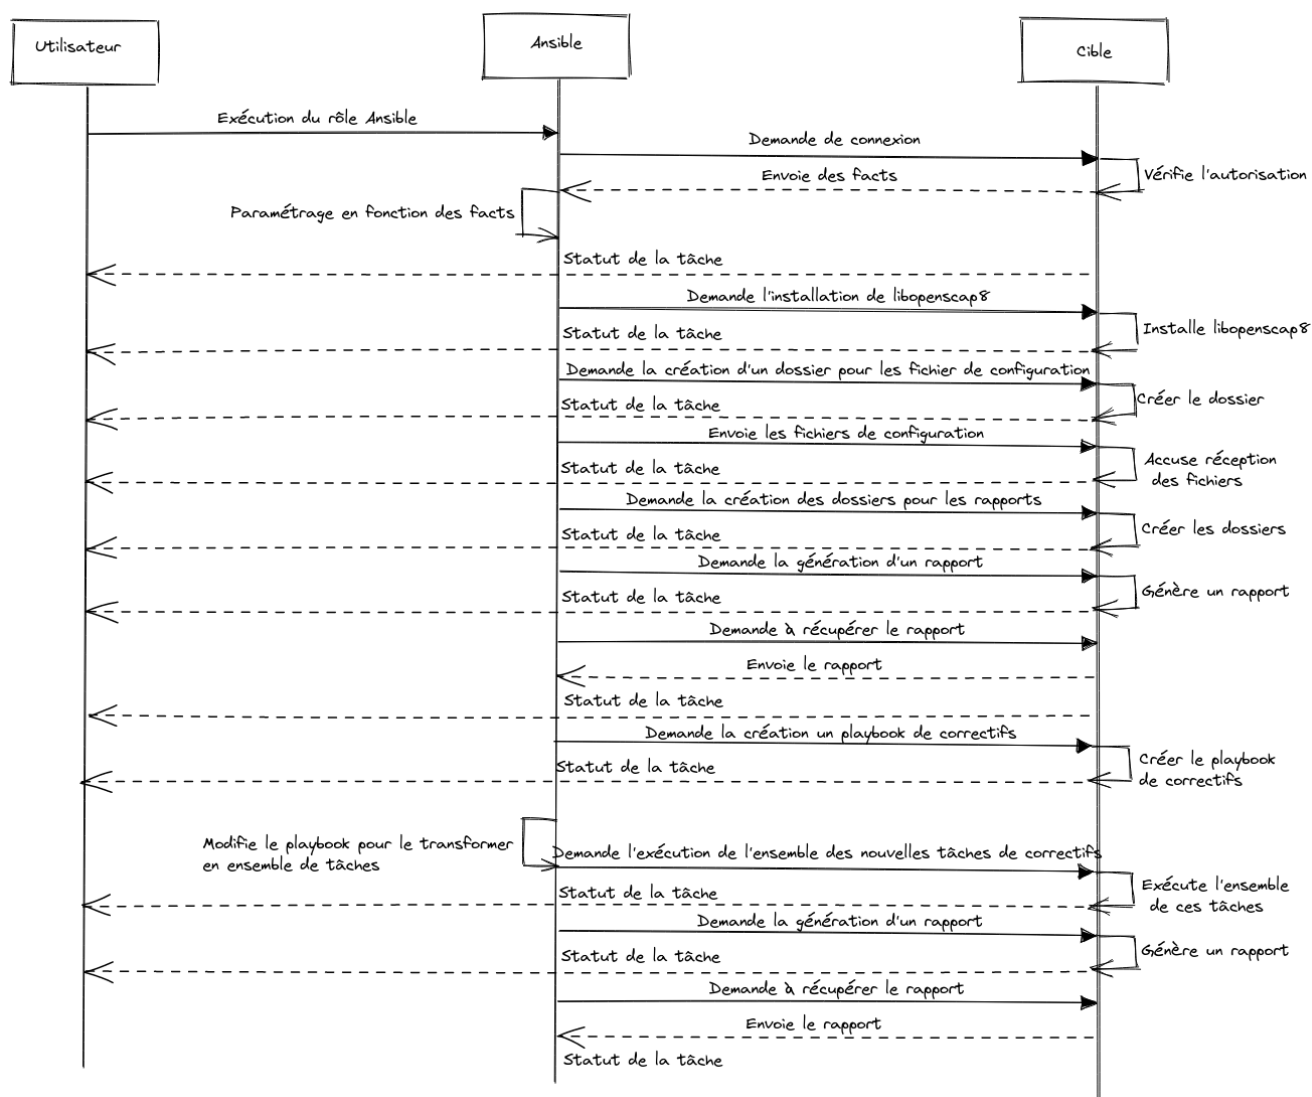 Utilisateur
Ansible
Cible
Exécution du rôle Ansible
Demande de connexion
Vérifie l'autorisation
Envoie des facts
Paramétrage en fonction des facts
Statut de la tâche
Demande l'installation de libopenscap8
Installe libopenscap8
Statut de la tâche
Demande la création d'un dossier pour les fichier de configuration
Créer le dossier
Statut de la tâche
Envoie les fichiers de configuration
Accuse réception
des fichiers
Statut de la tâche
Demande la création des dossiers pour les rapports
Créer les dossiers
Statut de la tâche
Demande la génération d'un rapport
Génère un rapport
Statut de la tâche
Demande à récupérer le rapport
Envoie le rapport
Statut de la tâche
Demande la création un playbook de correctifs
Créer le playbook
de correctifs
Statut de la tâche
Modifie le playbook pour le transformer
en ensemble de tâches
Demande l'exécution de l'ensemble des nouvelles tâches de correctifs
Exécute l'ensemble
de ces tâches
Statut de la tâche
Demande la génération d'un rapport
Génère un rapport
Statut de la tâche
Demande à récupérer le rapport
Envoie le rapport
Statut de la tâche